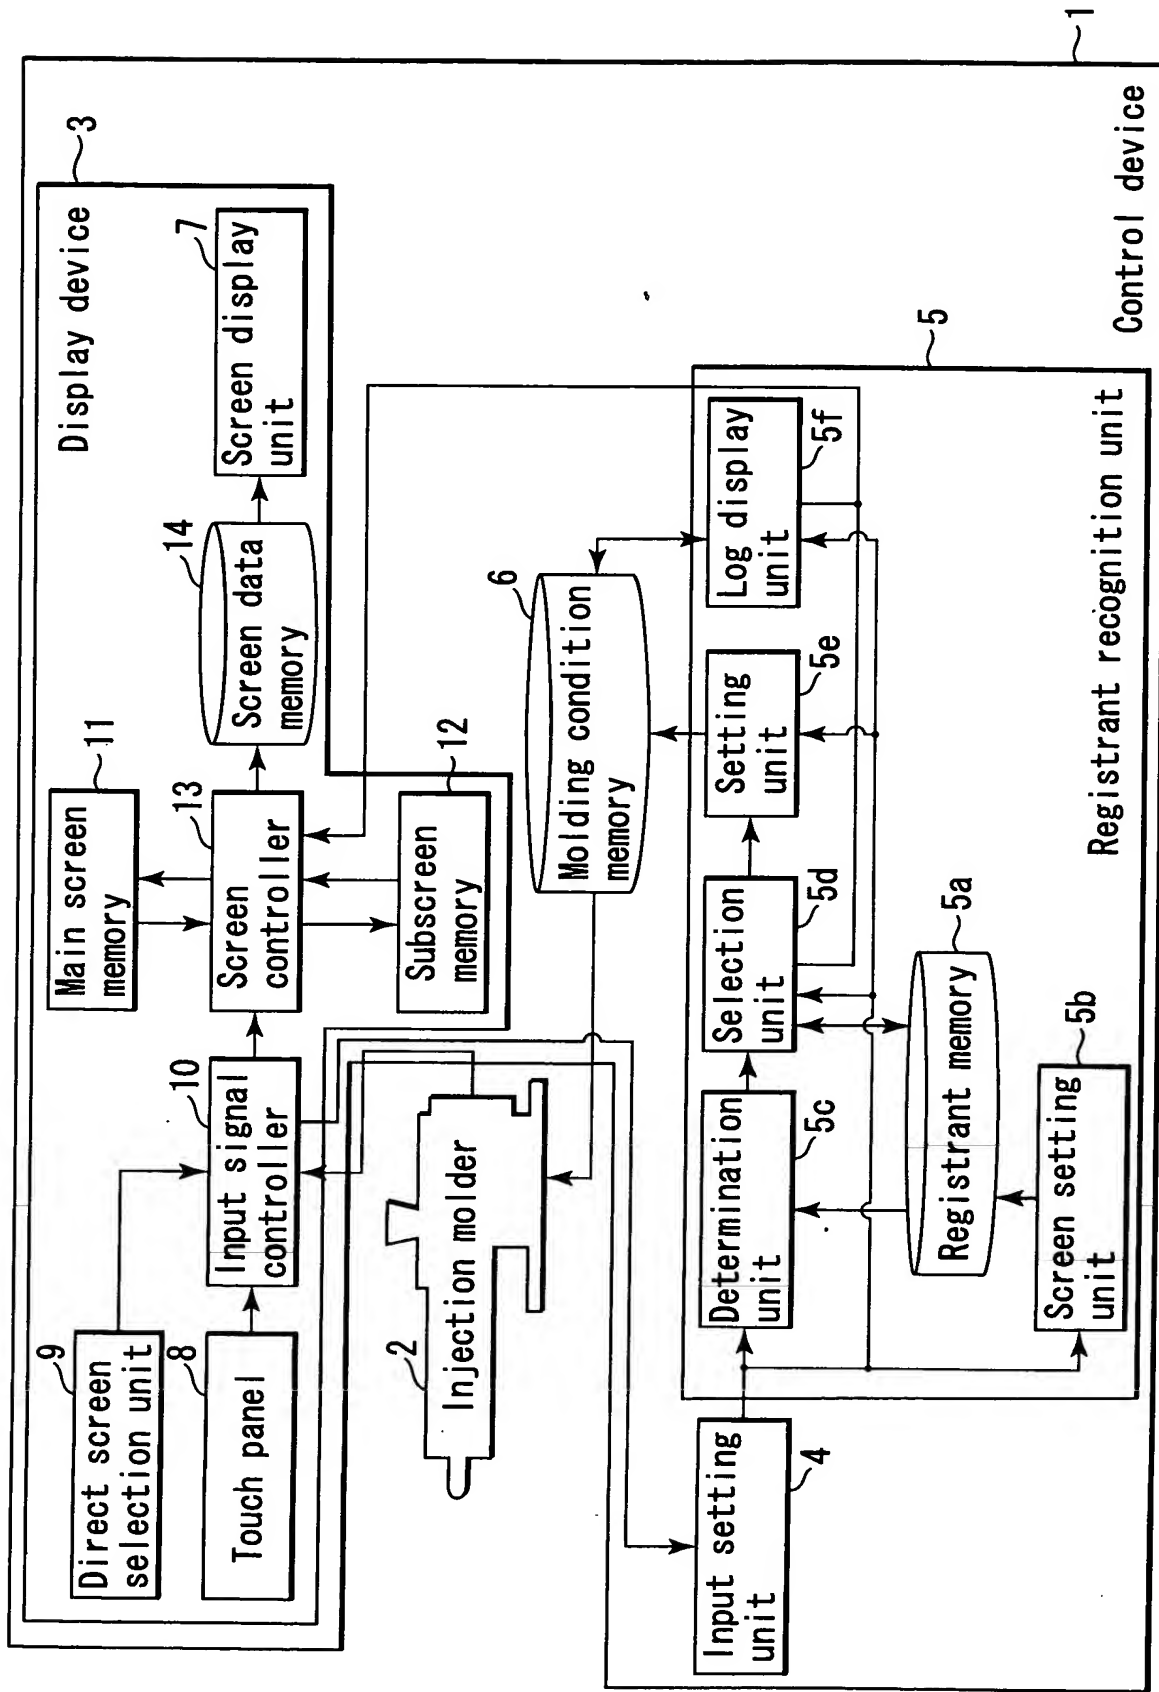 1
Control device
3
Display device
9
Direct screen
selection unit
8
Touch panel
10
Input signal
controller
11
Main screen
memory
13
Screen
controller
12
Subscreen memory
14
Screen data
memory
7
Screen display
unit
2
Injection molder
6
Molding condition
memory
4
Input setting
unit
5
Registrant recognition unit
Determination
unit
5c
Selection
unit
5d
Setting
unit
5e
Log display
unit
5f
5a
Registrant memory
5b
Screen setting
unit